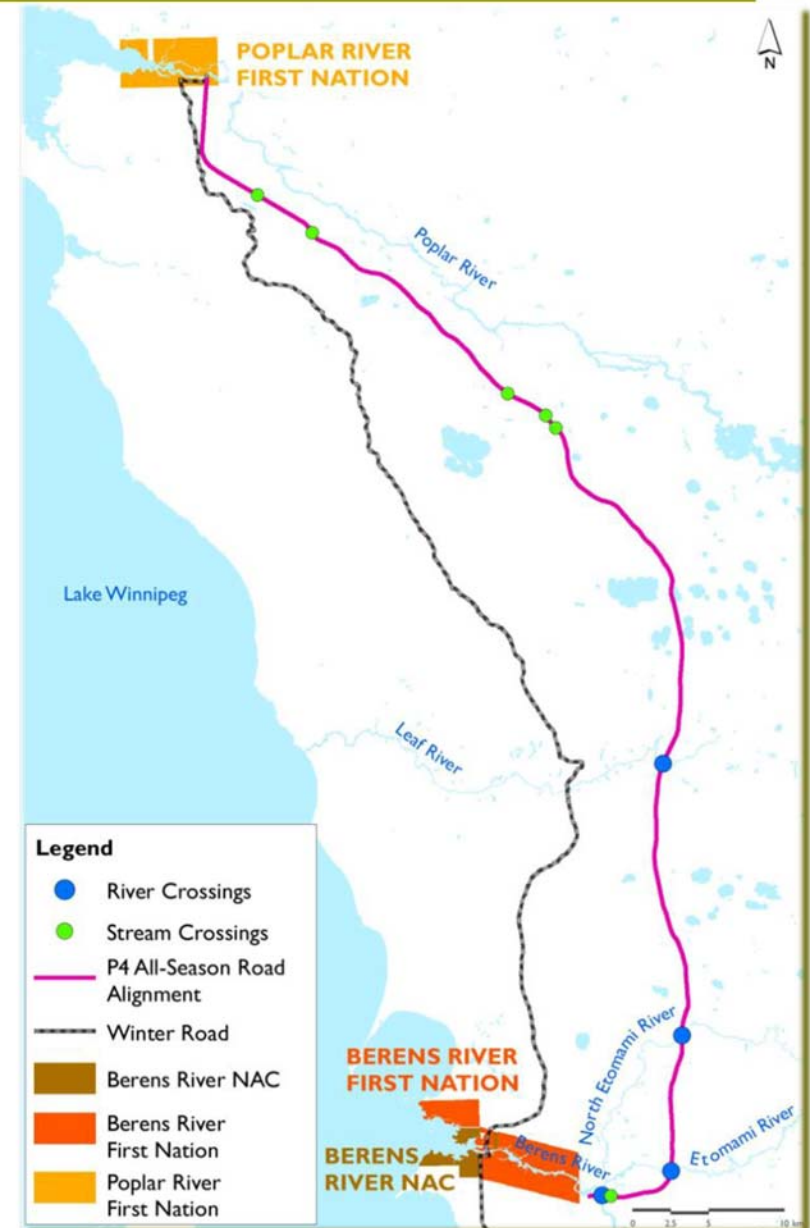 POPLAR RIVER
FIRST NATION
N
Poplar River
Lake Winnipeg
Leaf River
Legend
River Crossings
Stream Crossings
P4 All-Season Road
Alignment
Winter Road
Berens River NAC
Berens River
First Nation
Poplar River
First Nation
BERENS RIVER
FIRST NATION
North Etomami River
Etomami River
Berens River
BERENS
RIVER NAC
0 2.5 5 10